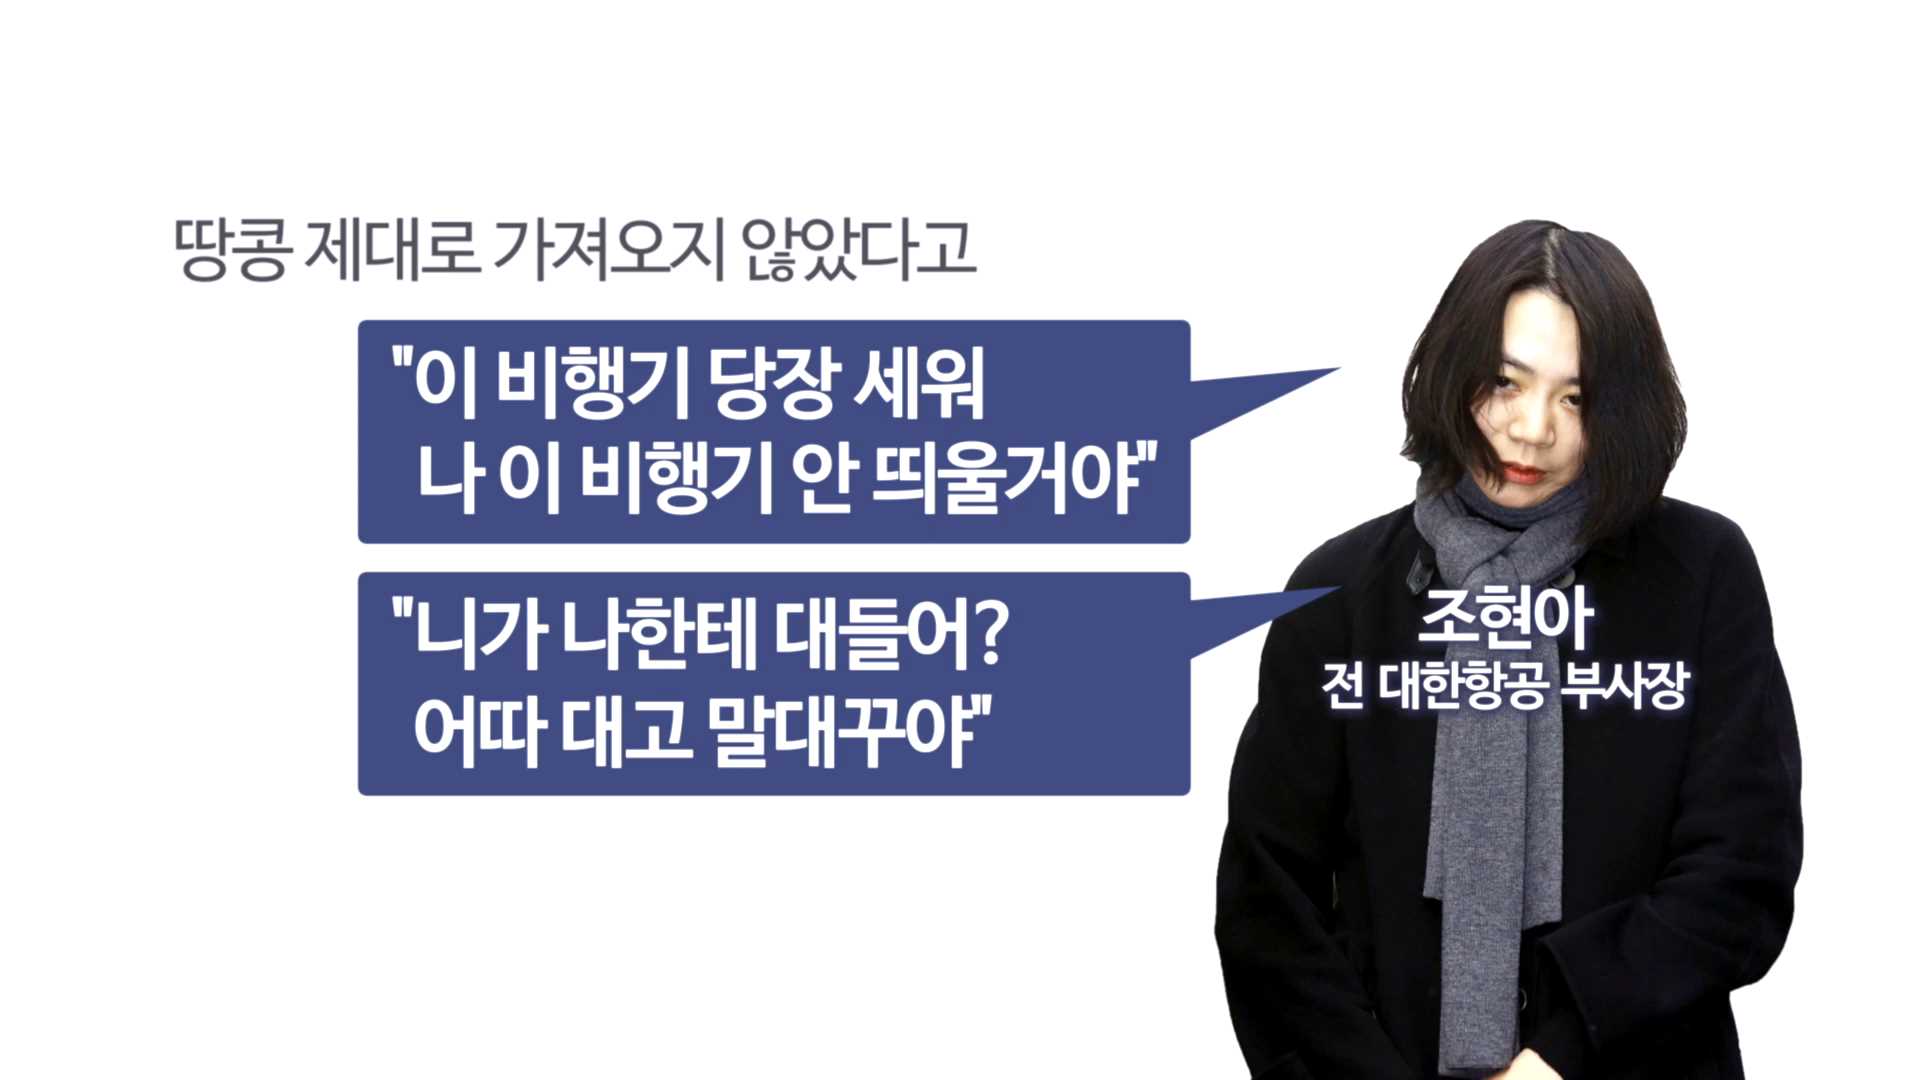 땅콩 제대로 가져오지 않았다고
"이 비행기 당장 세워
나 이 비행기 안 띄울거야"
"니가 나한테 대들어?
어따 대고 말대꾸야"
조현아
전 대한항공 부사장